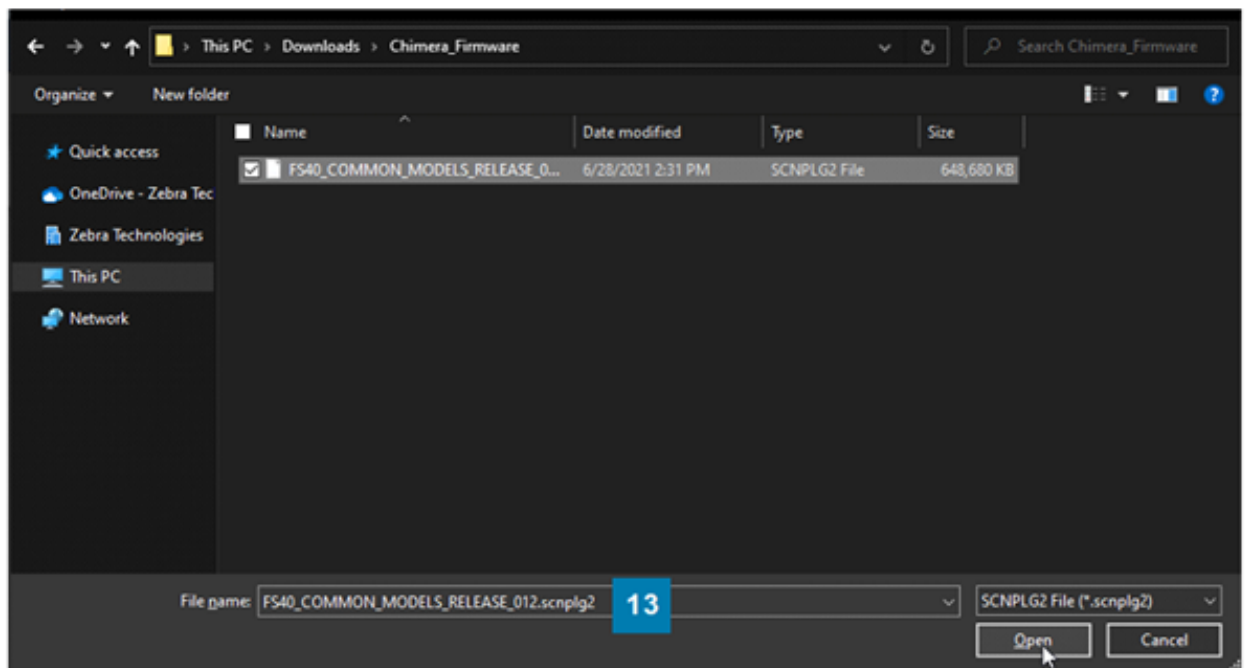 This PC > Downloads > Chimera_Firmware
Search Chimera_Firmware
Organize
New folder
Name
Date modified
Type
Size
Quick access
OneDrive - Zebra Tec
Zebra Technologies
This PC
Network
FS40_COMMON_MODELS_RELEASE_0... 6/28/2021 2:31 PM SCNPLG2 File 648,680 KB
File name: FS40_COMMON_MODELS_RELEASE_012.scnplg2
13
SCNPLG2 File (*.scnplg2)
Open
Cancel